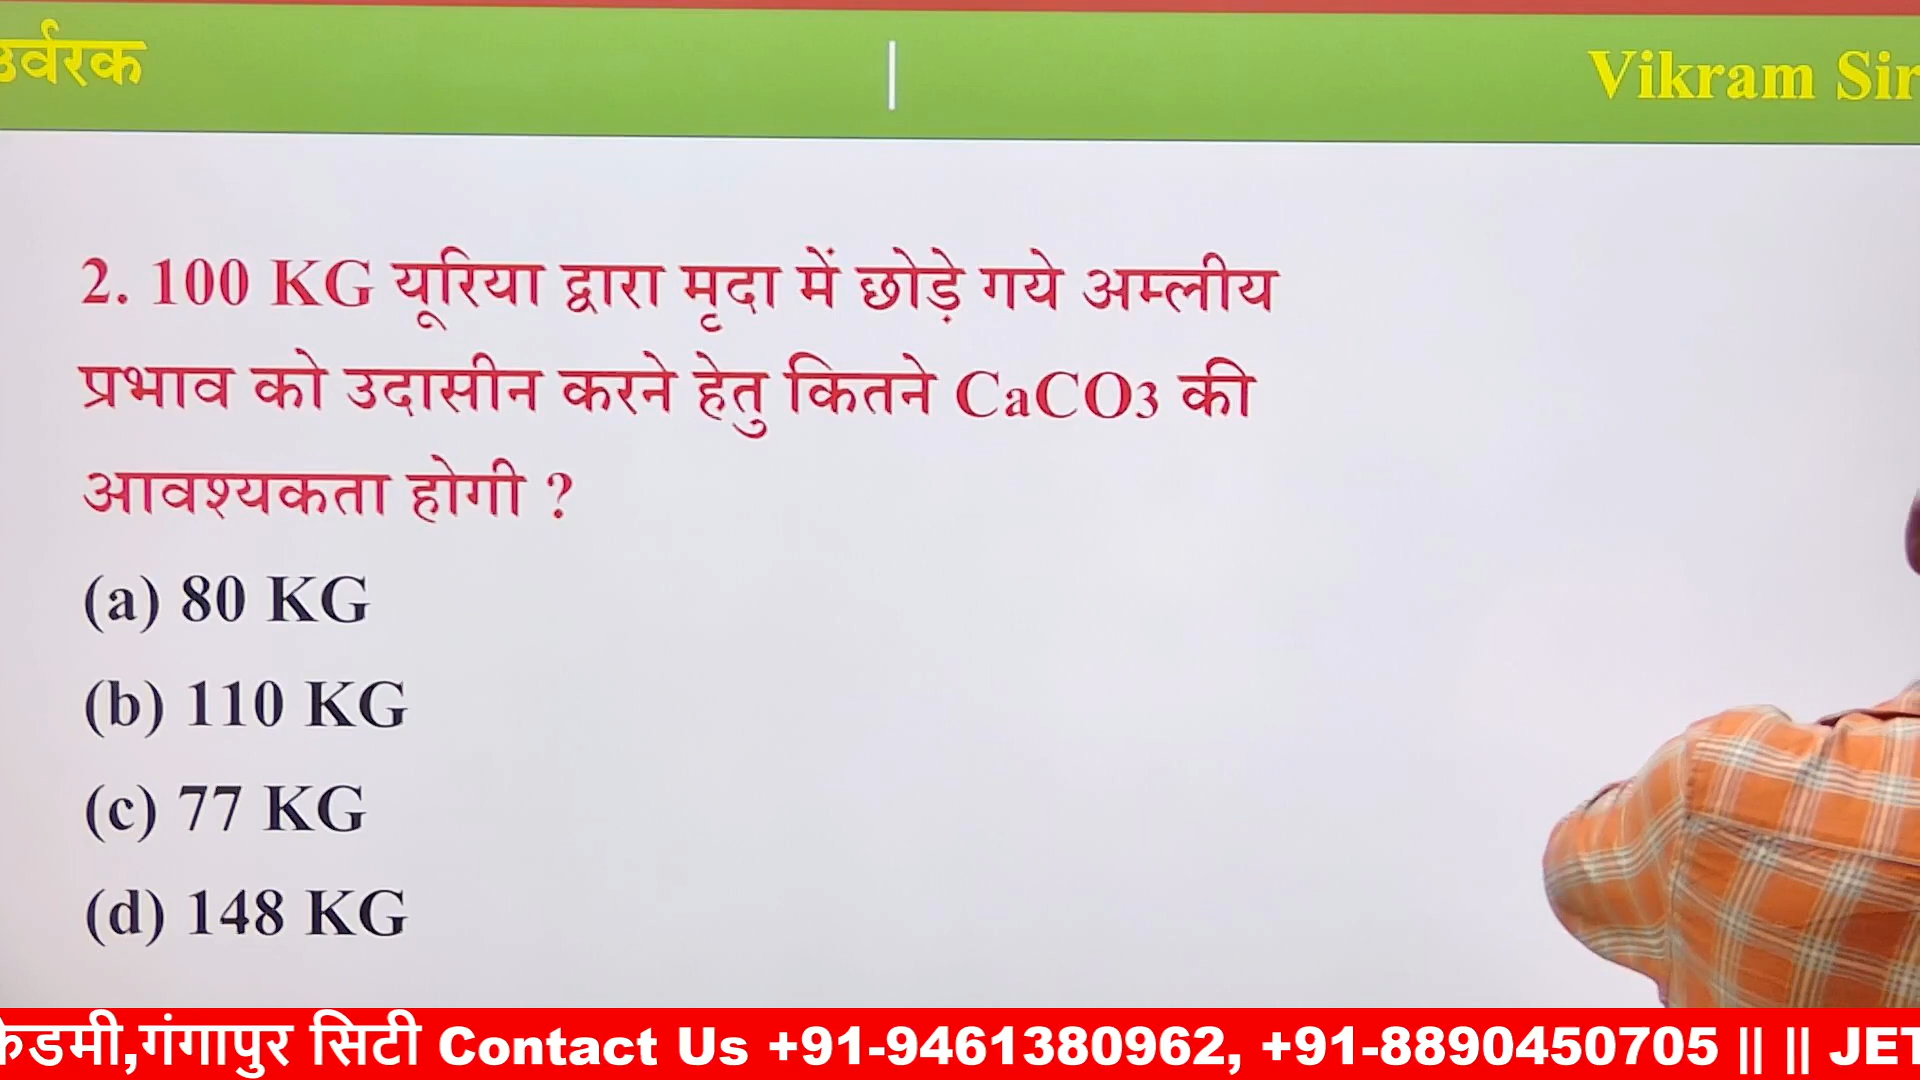 उर्वरक
Vikram Sir
2. 100 KG यूरिया द्वारा मृदा में छोड़े गये अम्लीय
प्रभाव को उदासीन करने हेतु कितने CaCO3 की
आवश्यकता होगी ?
(a) 80 KG
(b) 110 KG
(c) 77 KG
(d) 148 KG
केडमी,गंगापुर सिटी Contact Us +91-9461380962, +91-8890450705 || || JET